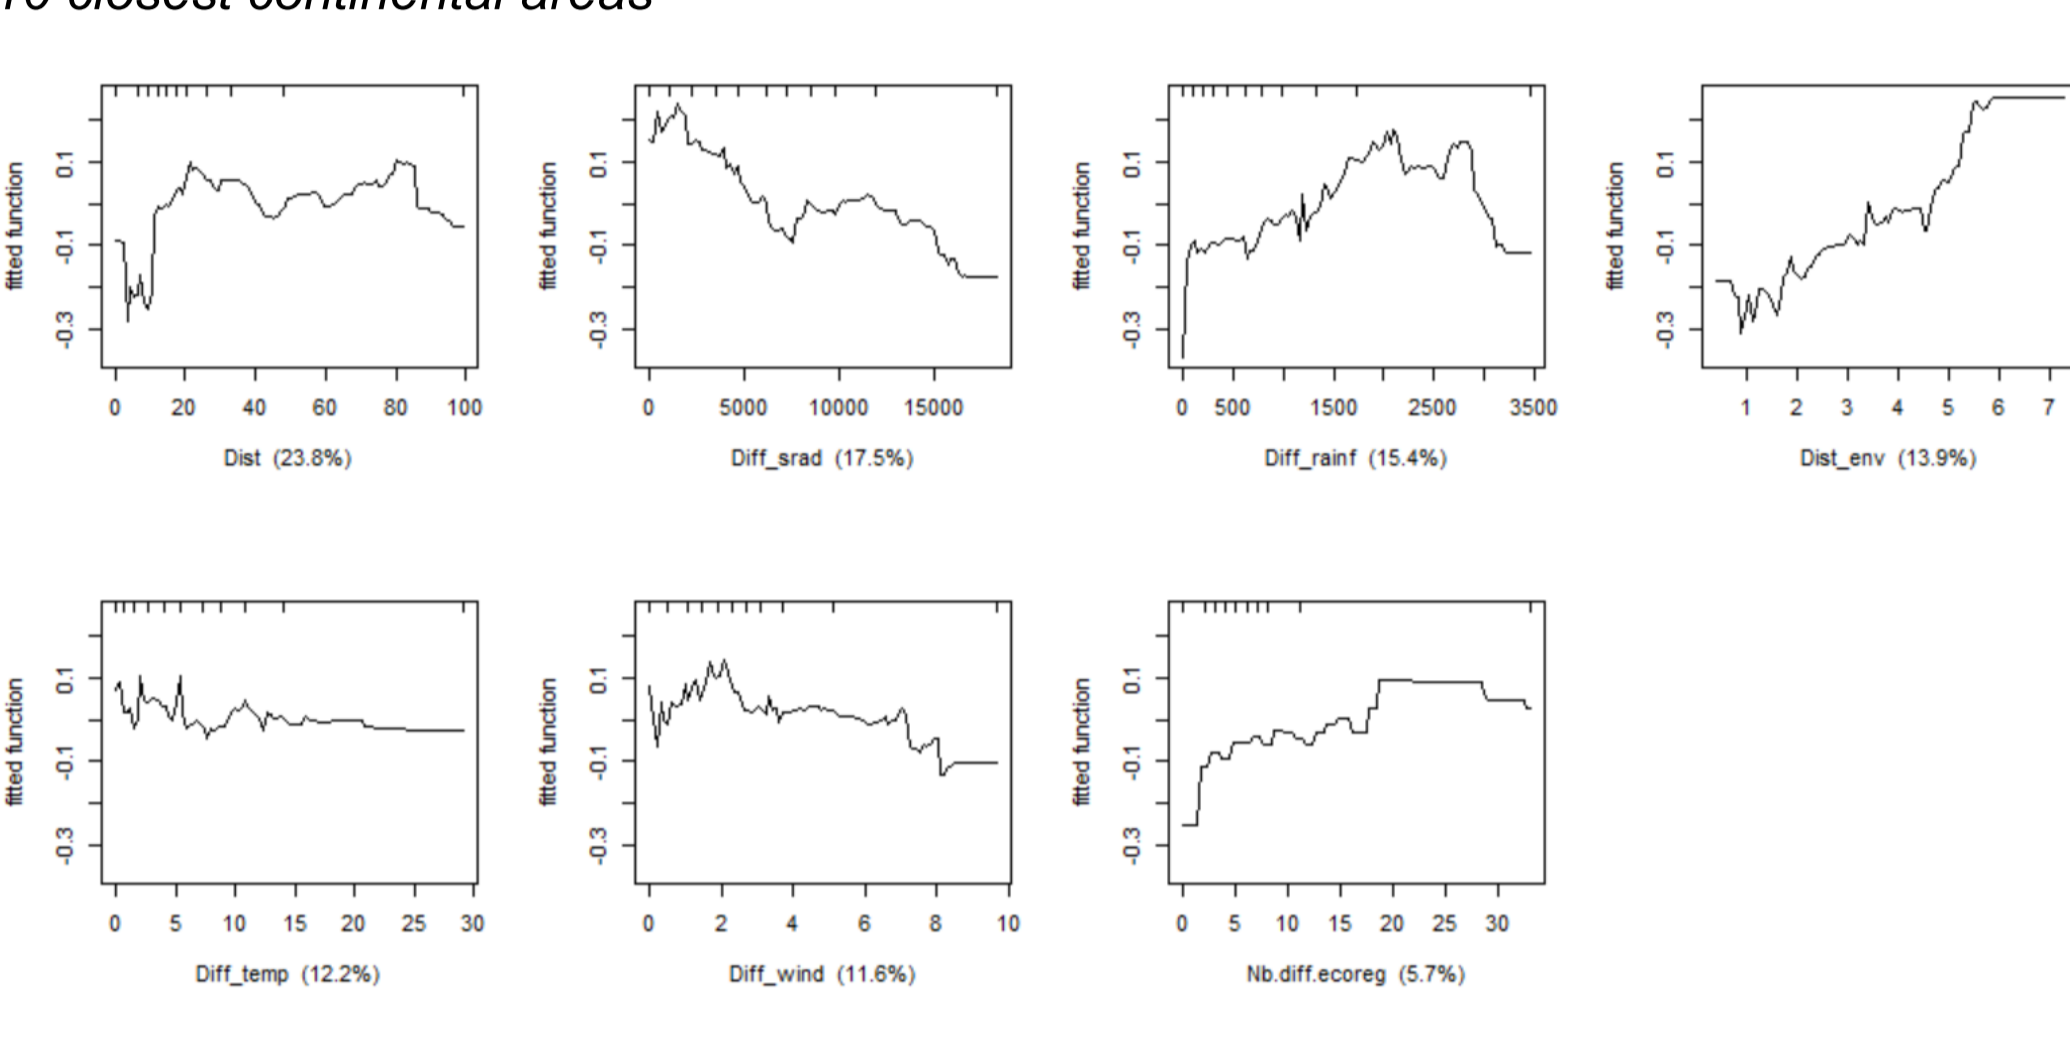 10 closest continental areas
fitted function
-0.3 -0.1 0.1
0 20 40 60 80 100
Dist (23.8%)
fitted function
-0.3 -0.1 0.1
0 5000 10000 15000
Diff_srad (17.5%)
fitted function
-0.3 -0.1 0.1
0 500 1500 2500 3500
Diff_rainf (15.4%)
fitted function
-0.3 -0.1 0.1
1 2 3 4 5 6 7
Dist_env (13.9%)
fitted function
-0.3 -0.1 0.1
0 5 10 15 20 25 30
Diff_temp (12.2%)
fitted function
-0.3 -0.1 0.1
0 2 4 6 8 10
Diff_wind (11.6%)
fitted function
-0.3 -0.1 0.1
0 5 10 15 20 25 30
Nb.diff.ecoreg (5.7%)